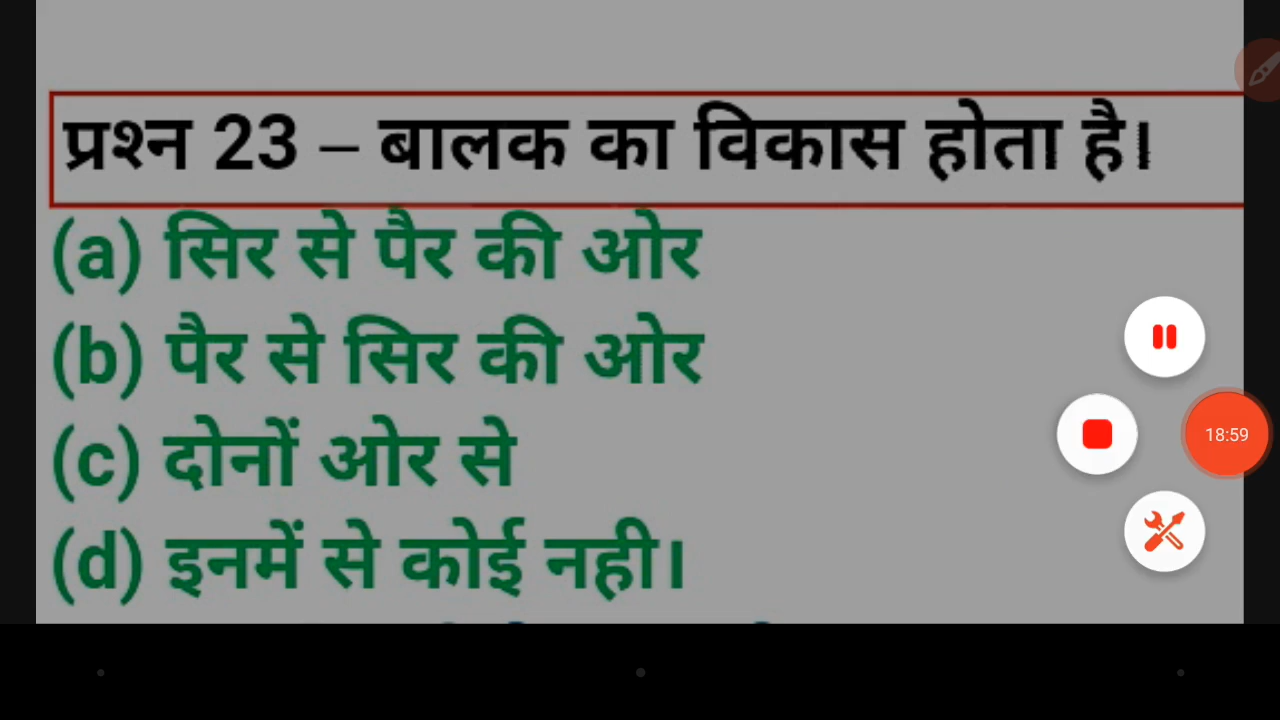 प्रश्न 23 – बालक का विकास होता है।
(a) सिर से पैर की ओर
(b) पैर से सिर की ओर
(c) दोनों ओर से
(d) इनमें से कोई नही।
18:59